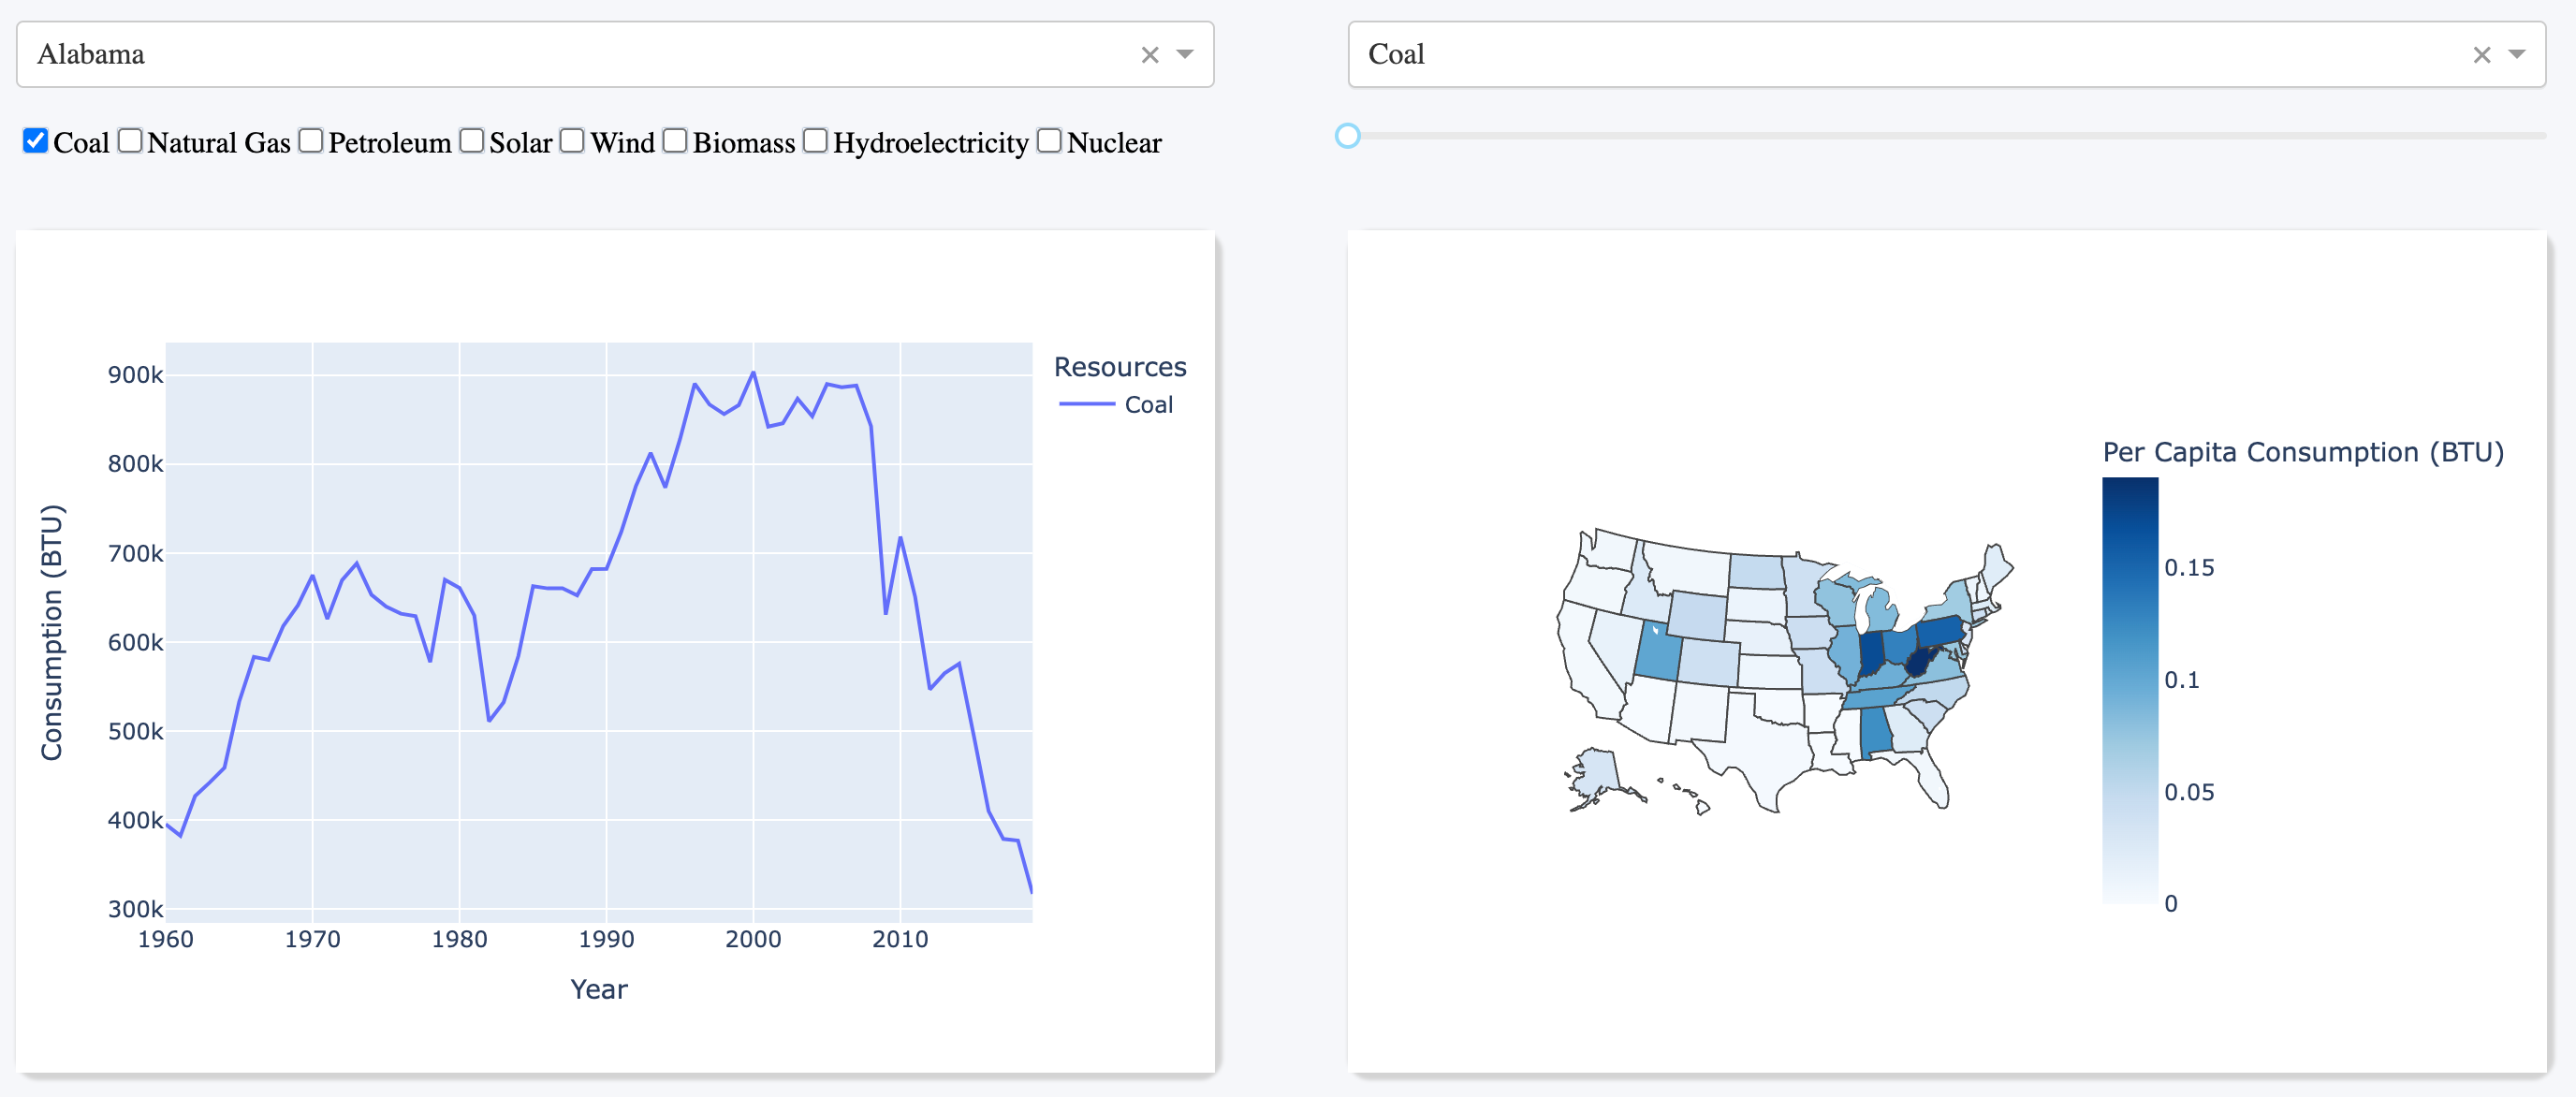 Alabama
Coal
Coal Natural Gas Petroleum Solar Wind Biomass Hydroelectricity Nuclear
Consumption (BTU)
900k
800k
700k
600k
500k
400k
300k
1960 1970 1980 1990 2000 2010
Year
Resources
Coal
Per Capita Consumption (BTU)
0.15
0.1
0.05
0